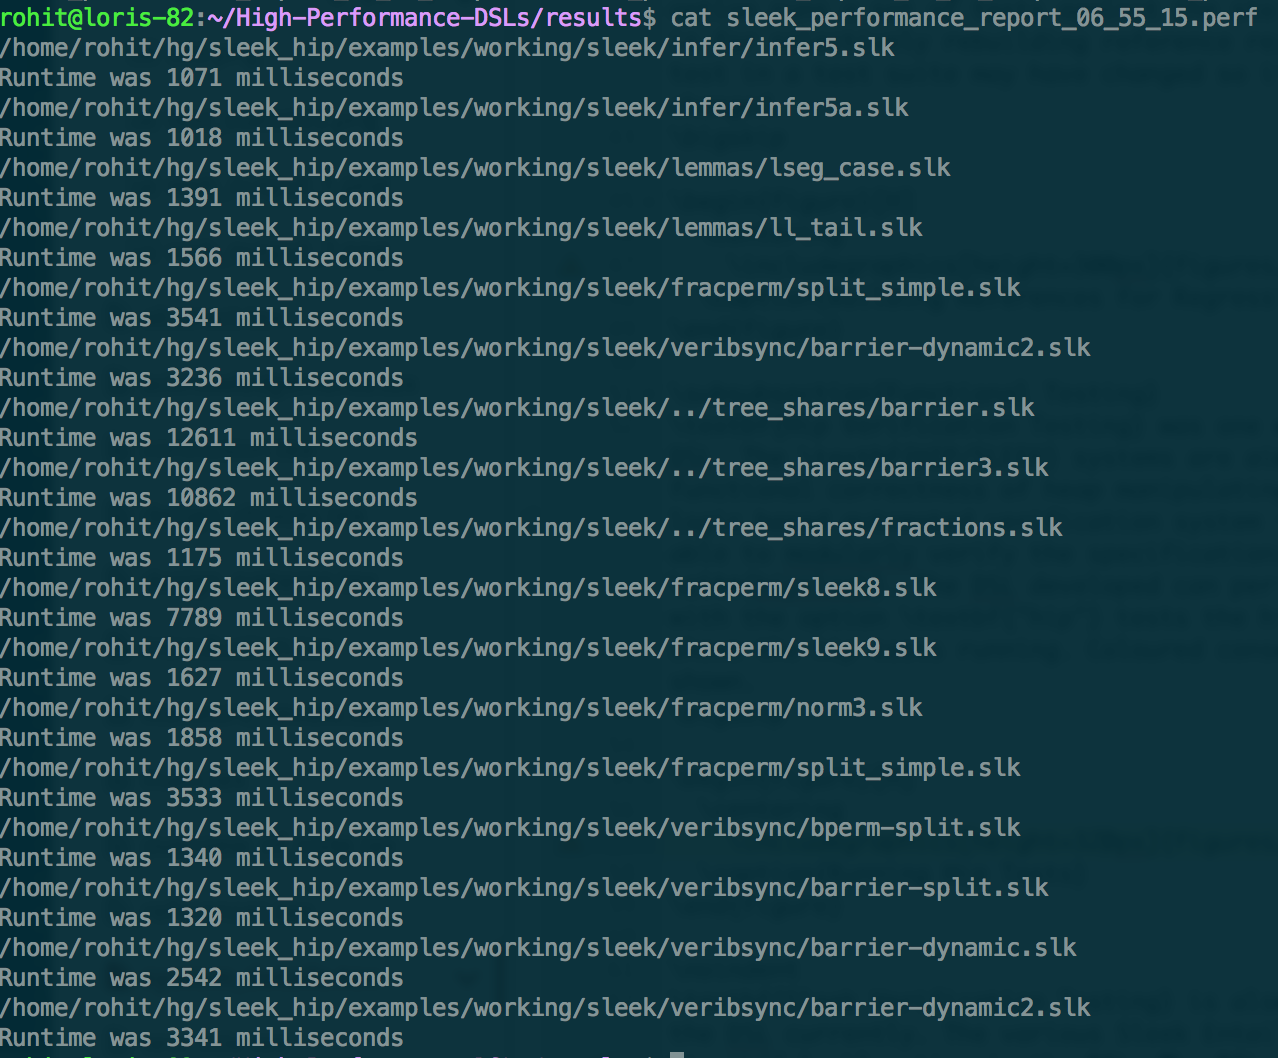 rohit@loris-82:~/High-Performance-DSLs/results$ cat sleek_performance_report_06_55_15.perf
/home/rohit/hg/sleek_hip/examples/working/sleek/infer/infer5.slk
Runtime was 1071 milliseconds
/home/rohit/hg/sleek_hip/examples/working/sleek/infer/infer5a.slk
Runtime was 1018 milliseconds
/home/rohit/hg/sleek_hip/examples/working/sleek/lemmas/lseg_case.slk
Runtime was 1391 milliseconds
/home/rohit/hg/sleek_hip/examples/working/sleek/lemmas/ll_tail.slk
Runtime was 1566 milliseconds
/home/rohit/hg/sleek_hip/examples/working/sleek/fracperm/split_simple.slk
Runtime was 3541 milliseconds
/home/rohit/hg/sleek_hip/examples/working/sleek/veribsync/barrier-dynamic2.slk
Runtime was 3236 milliseconds
/home/rohit/hg/sleek_hip/examples/working/sleek/../tree_shares/barrier.slk
Runtime was 12611 milliseconds
/home/rohit/hg/sleek_hip/examples/working/sleek/../tree_shares/barrier3.slk
Runtime was 10862 milliseconds
/home/rohit/hg/sleek_hip/examples/working/sleek/../tree_shares/fractions.slk
Runtime was 1175 milliseconds
/home/rohit/hg/sleek_hip/examples/working/sleek/fracperm/sleek8.slk
Runtime was 7789 milliseconds
/home/rohit/hg/sleek_hip/examples/working/sleek/fracperm/sleek9.slk
Runtime was 1627 milliseconds
/home/rohit/hg/sleek_hip/examples/working/sleek/fracperm/norm3.slk
Runtime was 1858 milliseconds
/home/rohit/hg/sleek_hip/examples/working/sleek/fracperm/split_simple.slk
Runtime was 3533 milliseconds
/home/rohit/hg/sleek_hip/examples/working/sleek/veribsync/bperm-split.slk
Runtime was 1340 milliseconds
/home/rohit/hg/sleek_hip/examples/working/sleek/veribsync/barrier-split.slk
Runtime was 1320 milliseconds
/home/rohit/hg/sleek_hip/examples/working/sleek/veribsync/barrier-dynamic.slk
Runtime was 2542 milliseconds
/home/rohit/hg/sleek_hip/examples/working/sleek/veribsync/barrier-dynamic2.slk
Runtime was 3341 milliseconds